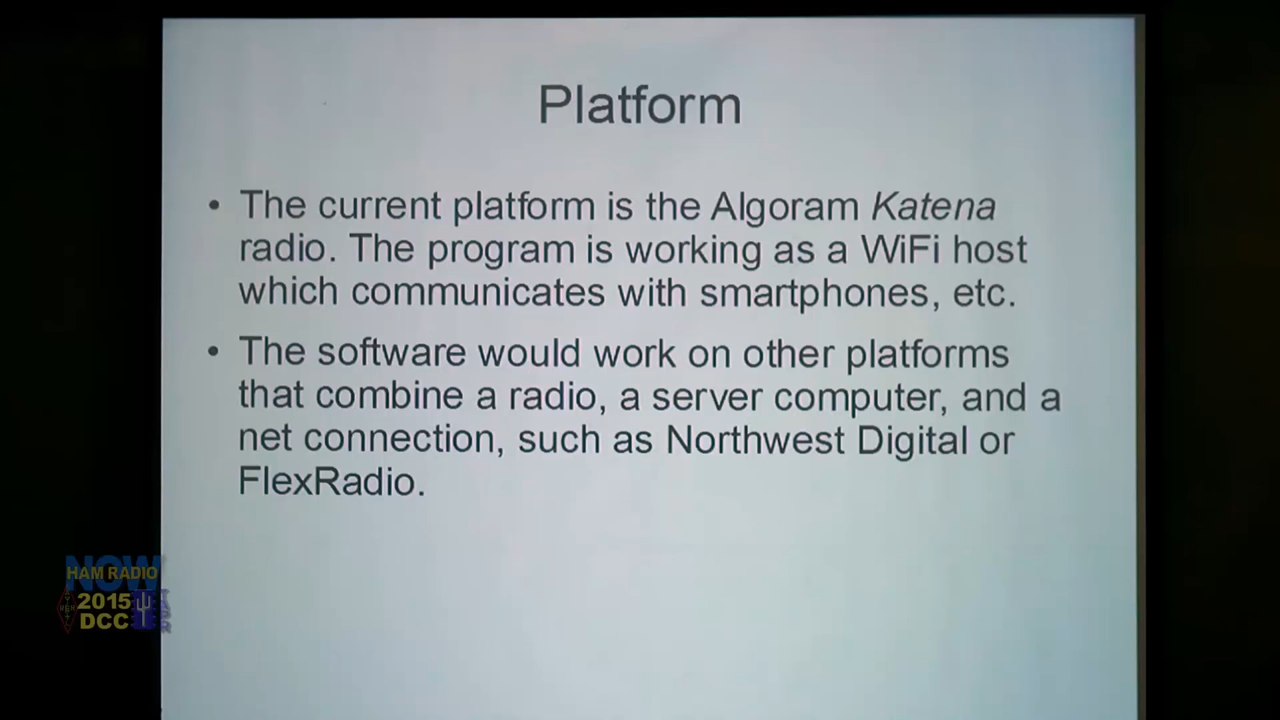 Platform
• The current platform is the Algoram Katena
radio. The program is working as a WiFi host
which communicates with smartphones, etc.
• The software would work on other platforms
that combine a radio, a server computer, and a
net connection, such as Northwest Digital or
FlexRadio.
NOW
HAM RADIO
2015
DCC